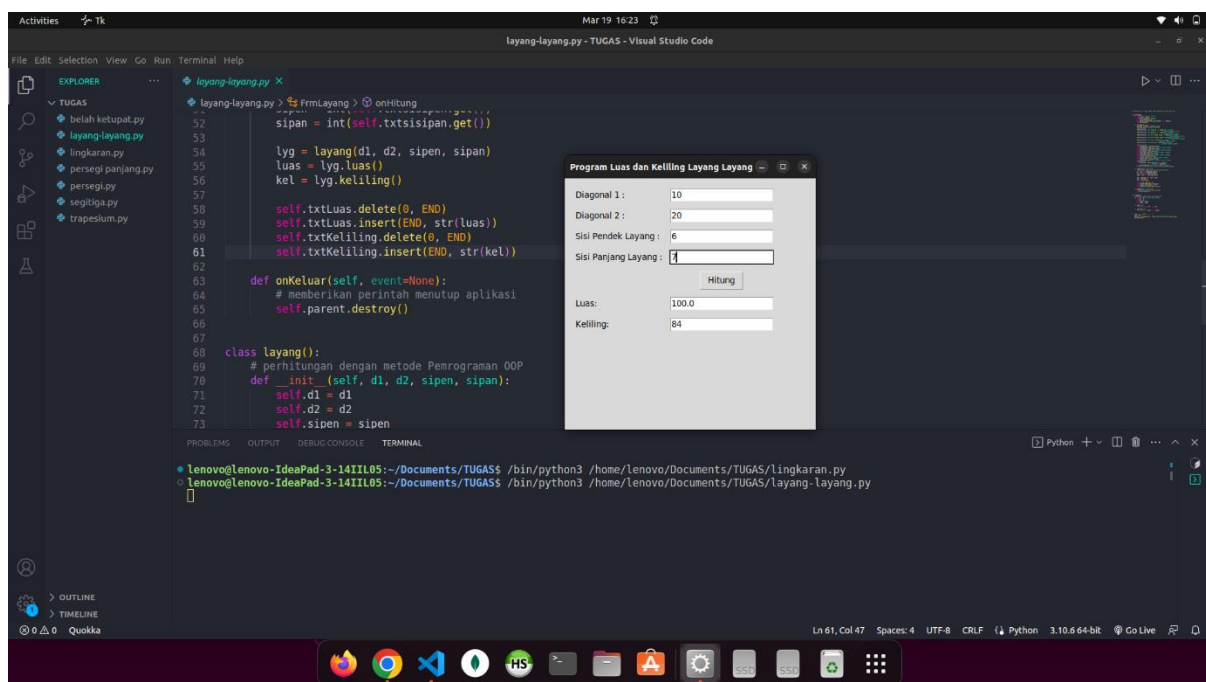 Activities Tk Mar 19 16:23
layang-layang.py - TUGAS - Visual Studio Code
File Edit Selection View Go Run Terminal Help
EXPLORER ···
TUGAS
belah ketupat.py
layang-layang.py
lingkaran.py
persegi panjang.py
persegi.py
segitiga.py
trapesium.py
layang-layang.py ×
layang-layang.py > FrmLayang > onHitung
52 sipan = int(self.txtsisipan.get())
53
54 lyg = layang(d1, d2, sipen, sipan)
55 luas = lyg.luas()
56 kel = lyg.keliling()
57
58 self.txtLuas.delete(0, END)
59 self.txtLuas.insert(END, str(luas))
60 self.txtKeliling.delete(0, END)
61 self.txtKeliling.insert(END, str(kel))
62
63 def onKeluar(self, event=None):
64 # memberikan perintah menutup aplikasi
65 self.parent.destroy()
66
67
68 class layang():
69 # perhitungan dengan metode Pemrograman OOP
70 def __init__(self, d1, d2, sipen, sipan):
71 self.d1 = d1
72 self.d2 = d2
73 self.sipen = sipen
Program Luas dan Keliling Layang Layang
Diagonal 1 : 10
Diagonal 2 : 20
Sisi Pendek Layang : 6
Sisi Panjang Layang : 7
Hitung
Luas: 100.0
Keliling: 84
PROBLEMS OUTPUT DEBUG CONSOLE TERMINAL Python
lenovo@lenovo-IdeaPad-3-14IIL05:~/Documents/TUGAS$ /bin/python3 /home/lenovo/Documents/TUGAS/lingkaran.py
lenovo@lenovo-IdeaPad-3-14IIL05:~/Documents/TUGAS$ /bin/python3 /home/lenovo/Documents/TUGAS/layang-layang.py
OUTLINE
TIMELINE
0 0 Quokka Ln 61, Col 47 Spaces: 4 UTF-8 CRLF Python 3.10.6 64-bit Go Live
HS SSD SSD